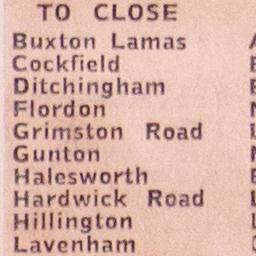 TO CLOSE
Buxton Lamas
Cockfield
Ditchingham
Flordon
Grimston Road
Gunton
Halesworth
Hardwick Road
Hillington
Lavenham